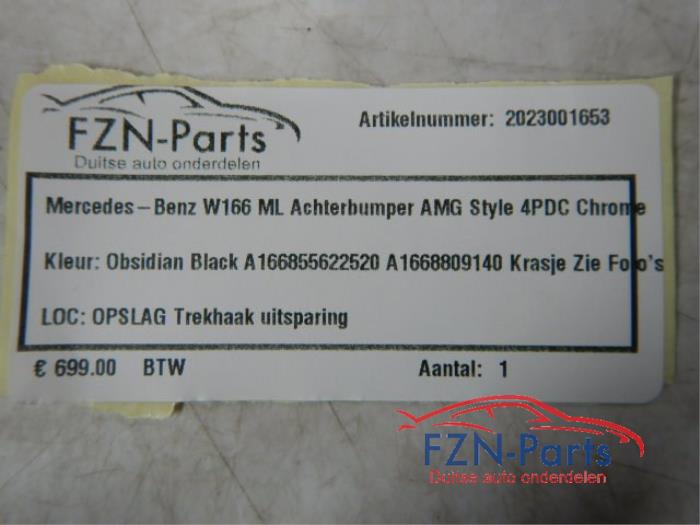 FZN-Parts
Duitse auto onderdelen
Artikelnummer: 2023001653
Mercedes-Benz W166 ML Achterbumper AMG Style 4PDC Chrome
Kleur: Obsidian Black A166855622520 A1668809140 Krasje Zie Foto's
LOC: OPSLAG Trekhaak uitsparing
€ 699.00 BTW
Aantal: 1
FZN-Parts
Duitse auto onderdelen